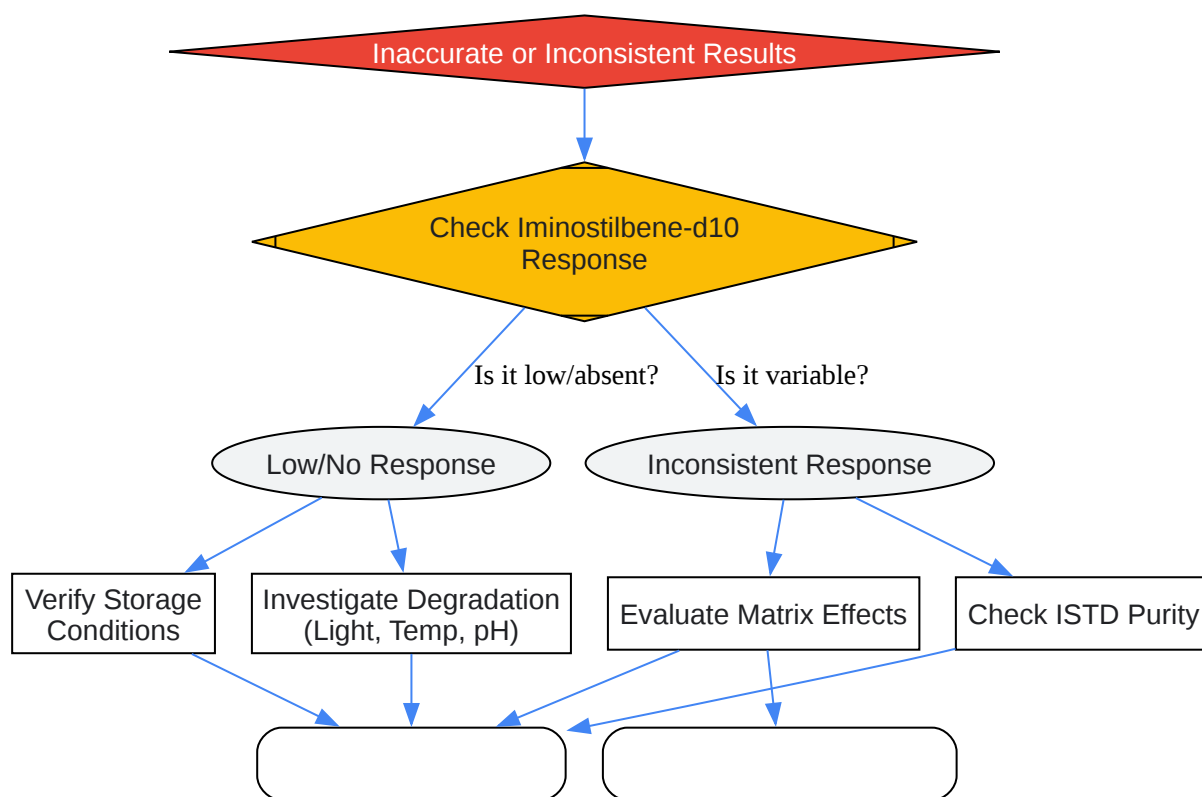 Inaccurate or Inconsistent Results
Check Iminostilbene-d10
Response
Is it low/absent?
Is it variable?
Low/No Response
Inconsistent Response
Verify Storage
Conditions
Investigate Degradation
(Light, Temp, pH)
Evaluate Matrix Effects
Check ISTD Purity